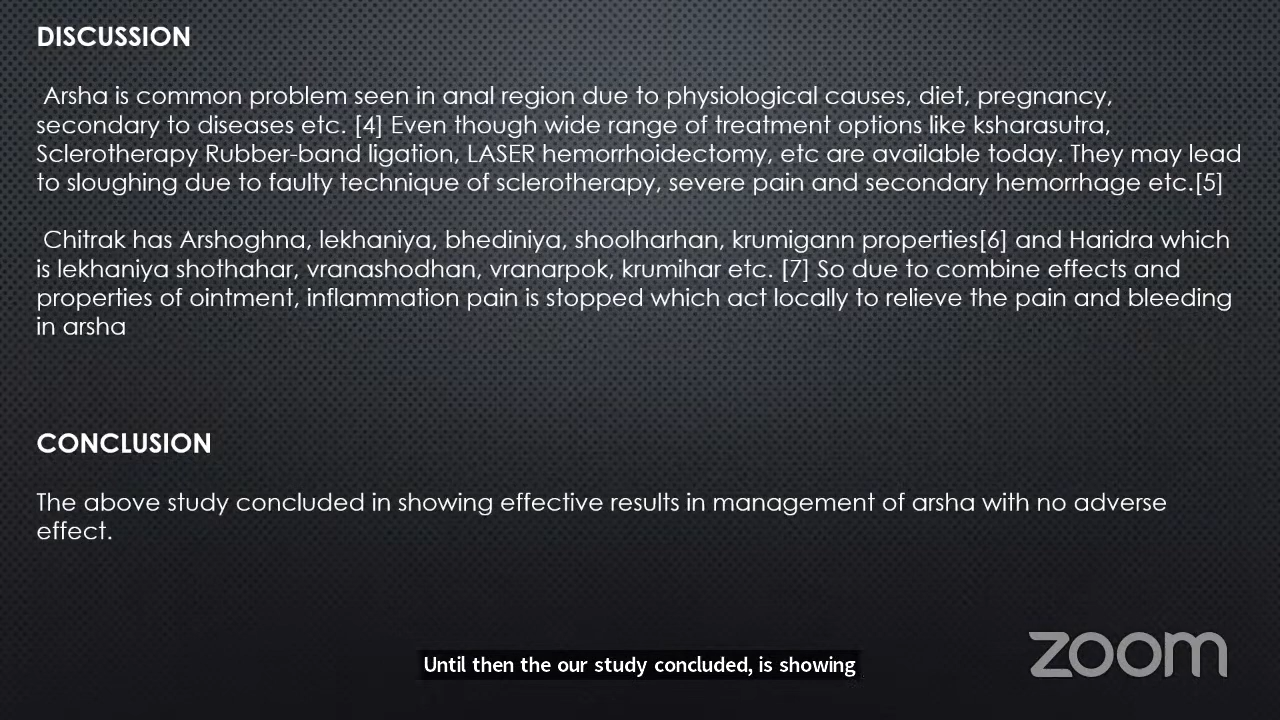 DISCUSSION
Arsha is common problem seen in anal region due to physiological causes, diet, pregnancy,
secondary to diseases etc. [4] Even though wide range of treatment options like ksharasutra,
Sclerotherapy Rubber-band ligation, LASER hemorrhoidectomy, etc are available today. They may lead
to sloughing due to faulty technique of sclerotherapy, severe pain and secondary hemorrhage etc.[5]
Chitrak has Arshoghna, lekhaniya, bhediniya, shoolharhan, krumigann properties[6] and Haridra which
is lekhaniya shothahar, vranashodhan, vranarpok, krumihar etc. [7] So due to combine effects and
properties of ointment, inflammation pain is stopped which act locally to relieve the pain and bleeding
in arsha
CONCLUSION
The above study concluded in showing effective results in management of arsha with no adverse
effect.
Until then the our study concluded, is showing
zoom